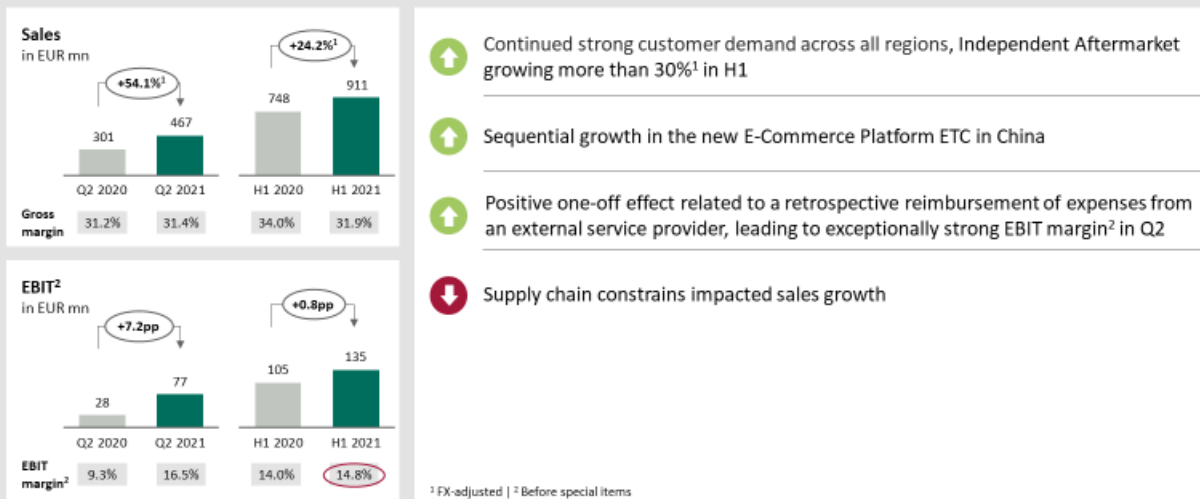 Sales
in EUR mn
+54.1%¹
+24.2%¹
301
467
748
911
Q2 2020
Q2 2021
H1 2020
H1 2021
Gross
margin
31.2%
31.4%
34.0%
31.9%
EBIT²
in EUR mn
+7.2pp
+0.8pp
28
77
105
135
Q2 2020
Q2 2021
H1 2020
H1 2021
EBIT
margin²
9.3%
16.5%
14.0%
14.8%
Continued strong customer demand across all regions, Independent Aftermarket
growing more than 30%¹ in H1
Sequential growth in the new E-Commerce Platform ETC in China
Positive one-off effect related to a retrospective reimbursement of expenses from
an external service provider, leading to exceptionally strong EBIT margin² in Q2
Supply chain constrains impacted sales growth
¹ FX-adjusted | ² Before special items